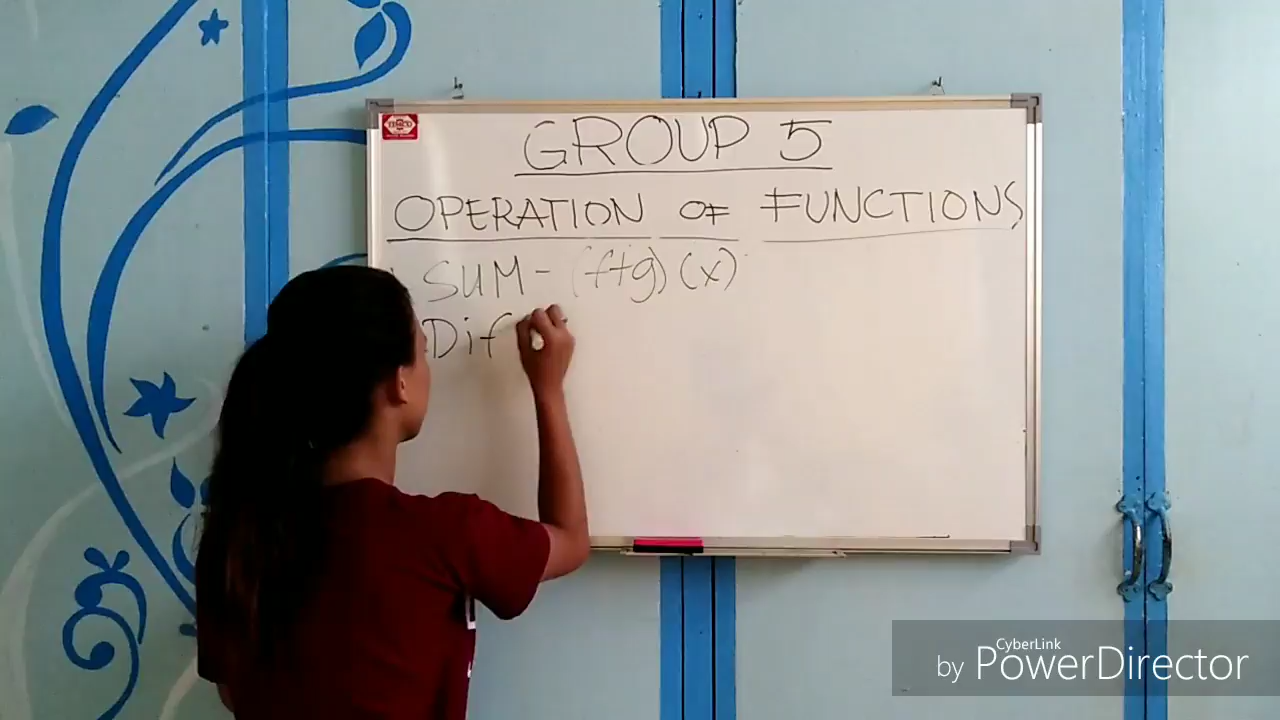 GROUP 5
OPERATION OF FUNCTIONS
SUM - (f+g)(x)
Dif
CyberLink
by PowerDirector